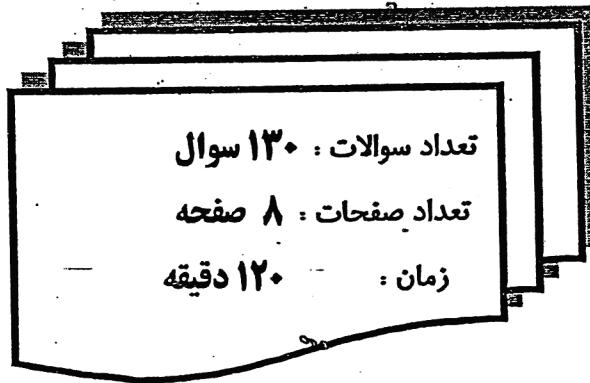 تعداد سوالات : ۱۳۰ سوال
تعداد صفحات : ۸ صفحه
زمان : ۱۲۰ دقیقه